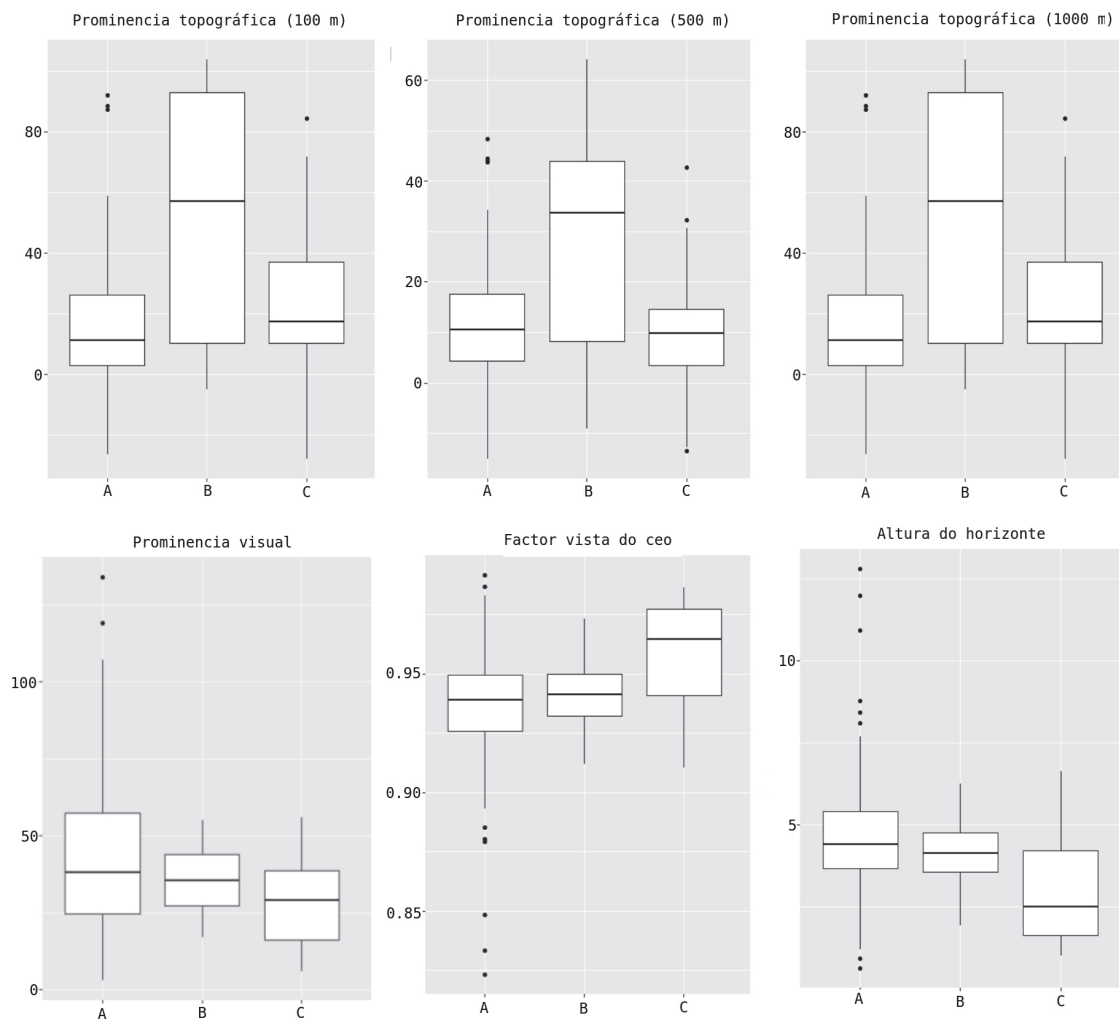 Prominencia topográfica (100 m)
80
40
0
A B C
Prominencia topográfica (500 m)
60
40
20
0
A B C
Prominencia topográfica (1000 m)
80
40
0
A B C
Prominencia visual
100
50
0
A B C
Factor vista do ceo
0.95
0.90
0.85
A B C
Altura do horizonte
10
5
A B C